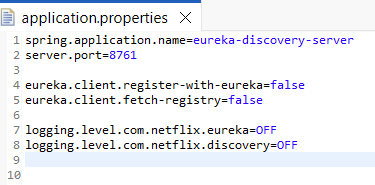 application.properties
1 spring.application.name=eureka-discovery-server
2 server.port=8761
3
4 eureka.client.register-with-eureka=false
5 eureka.client.fetch-registry=false
6
7 logging.level.com.netflix.eureka=OFF
8 logging.level.com.netflix.discovery=OFF
9
10